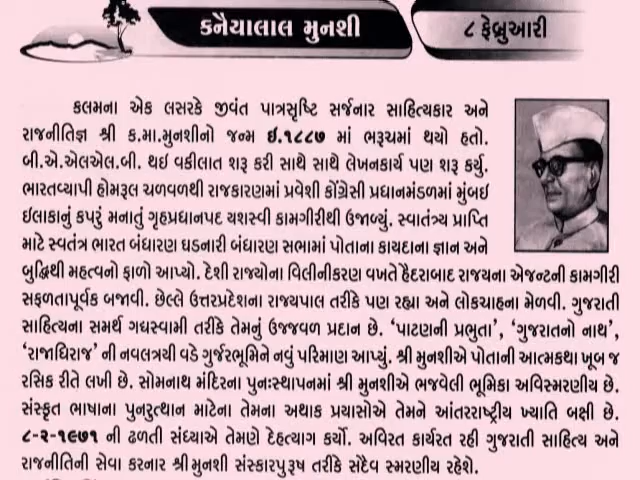 કનૈયાલાલ મુનશી
૮ ફેબ્રુઆરી
કલમના એક લસરકે જીવંત પાત્રસૃષ્ટિ સર્જનાર સાહિત્યકાર અને
રાજનીતિજ્ઞ શ્રી ક.મા.મુનશીનો જન્મ ઇ.૧૮૮૭ માં ભરૂચમાં થયો હતો.
બી.એ.એલએલ.બી. થઇ વકીલાત શરૂ કરી સાથે સાથે લેખનકાર્ય પણ શરૂ કર્યુ.
ભારતવ્યાપી હોમરૂલ ચળવળથી રાજકારણમાં પ્રવેશી કોંગ્રેસી પ્રધાનમંડળમાં મુંબઇ
ઈલાકાનું કપરું મનાતું ગૃહપ્રધાનપદ યશસ્વી કામગીરીથી ઉજાવ્યું. સ્વાતંત્ર્ય પ્રાપ્તિ
માટે સ્વતંત્ર ભારત બંધારણ ઘડનારી બંધારણ સભામાં પોતાના કાયદાના જ્ઞાન અને
બુદ્ધિથી મહત્વનો ફાળો આપ્યો. દેશી રાજ્યોના વિલીનીકરણ વખતે હૈદરાબાદ રાજયના એજન્ટની કામગીરી
સફળતાપૂર્વક બજાવી. છેલ્લે ઉત્તરપ્રદેશના રાજ્યપાલ તરીકે પણ રહ્યા અને લોકચાહના મેળવી. ગુજરાતી
સાહિત્યના સમર્થ ગદ્યસ્વામી તરીકે તેમનું ઉજજવળ પ્રદાન છે. ‘પાટણની પ્રભુતા’, ‘ગુજરાતનો નાથ’,
‘રાજાધિરાજ’ ની નવલત્રયી વડે ગુર્જરભૂમિને નવું પરિમાણ આપ્યું. શ્રી મુનશીએ પોતાની આત્મકથા ખૂબ જ
રસિક રીતે લખી છે. સોમનાથ મંદિરના પુનઃસ્થાપનમાં શ્રી મુનશીએ ભજવેલી ભૂમિકા અવિસ્મરણીય છે.
સંસ્કૃત ભાષાના પુનરુત્થાન માટેના તેમના અથાક પ્રયાસોએ તેમને આંતરરાષ્ટ્રીય ખ્યાતિ બક્ષી છે.
૮-૨-૧૯૭૧ ની ઢળતી સંધ્યાએ તેમણે દેહત્યાગ કર્યો. અવિરત કાર્યરત રહી ગુજરાતી સાહિત્ય અને
રાજનીતિની સેવા કરનાર શ્રી મુનશી સંસ્કારપુરૂષ તરીકે સદૈવ સ્મરણીય રહેશે.